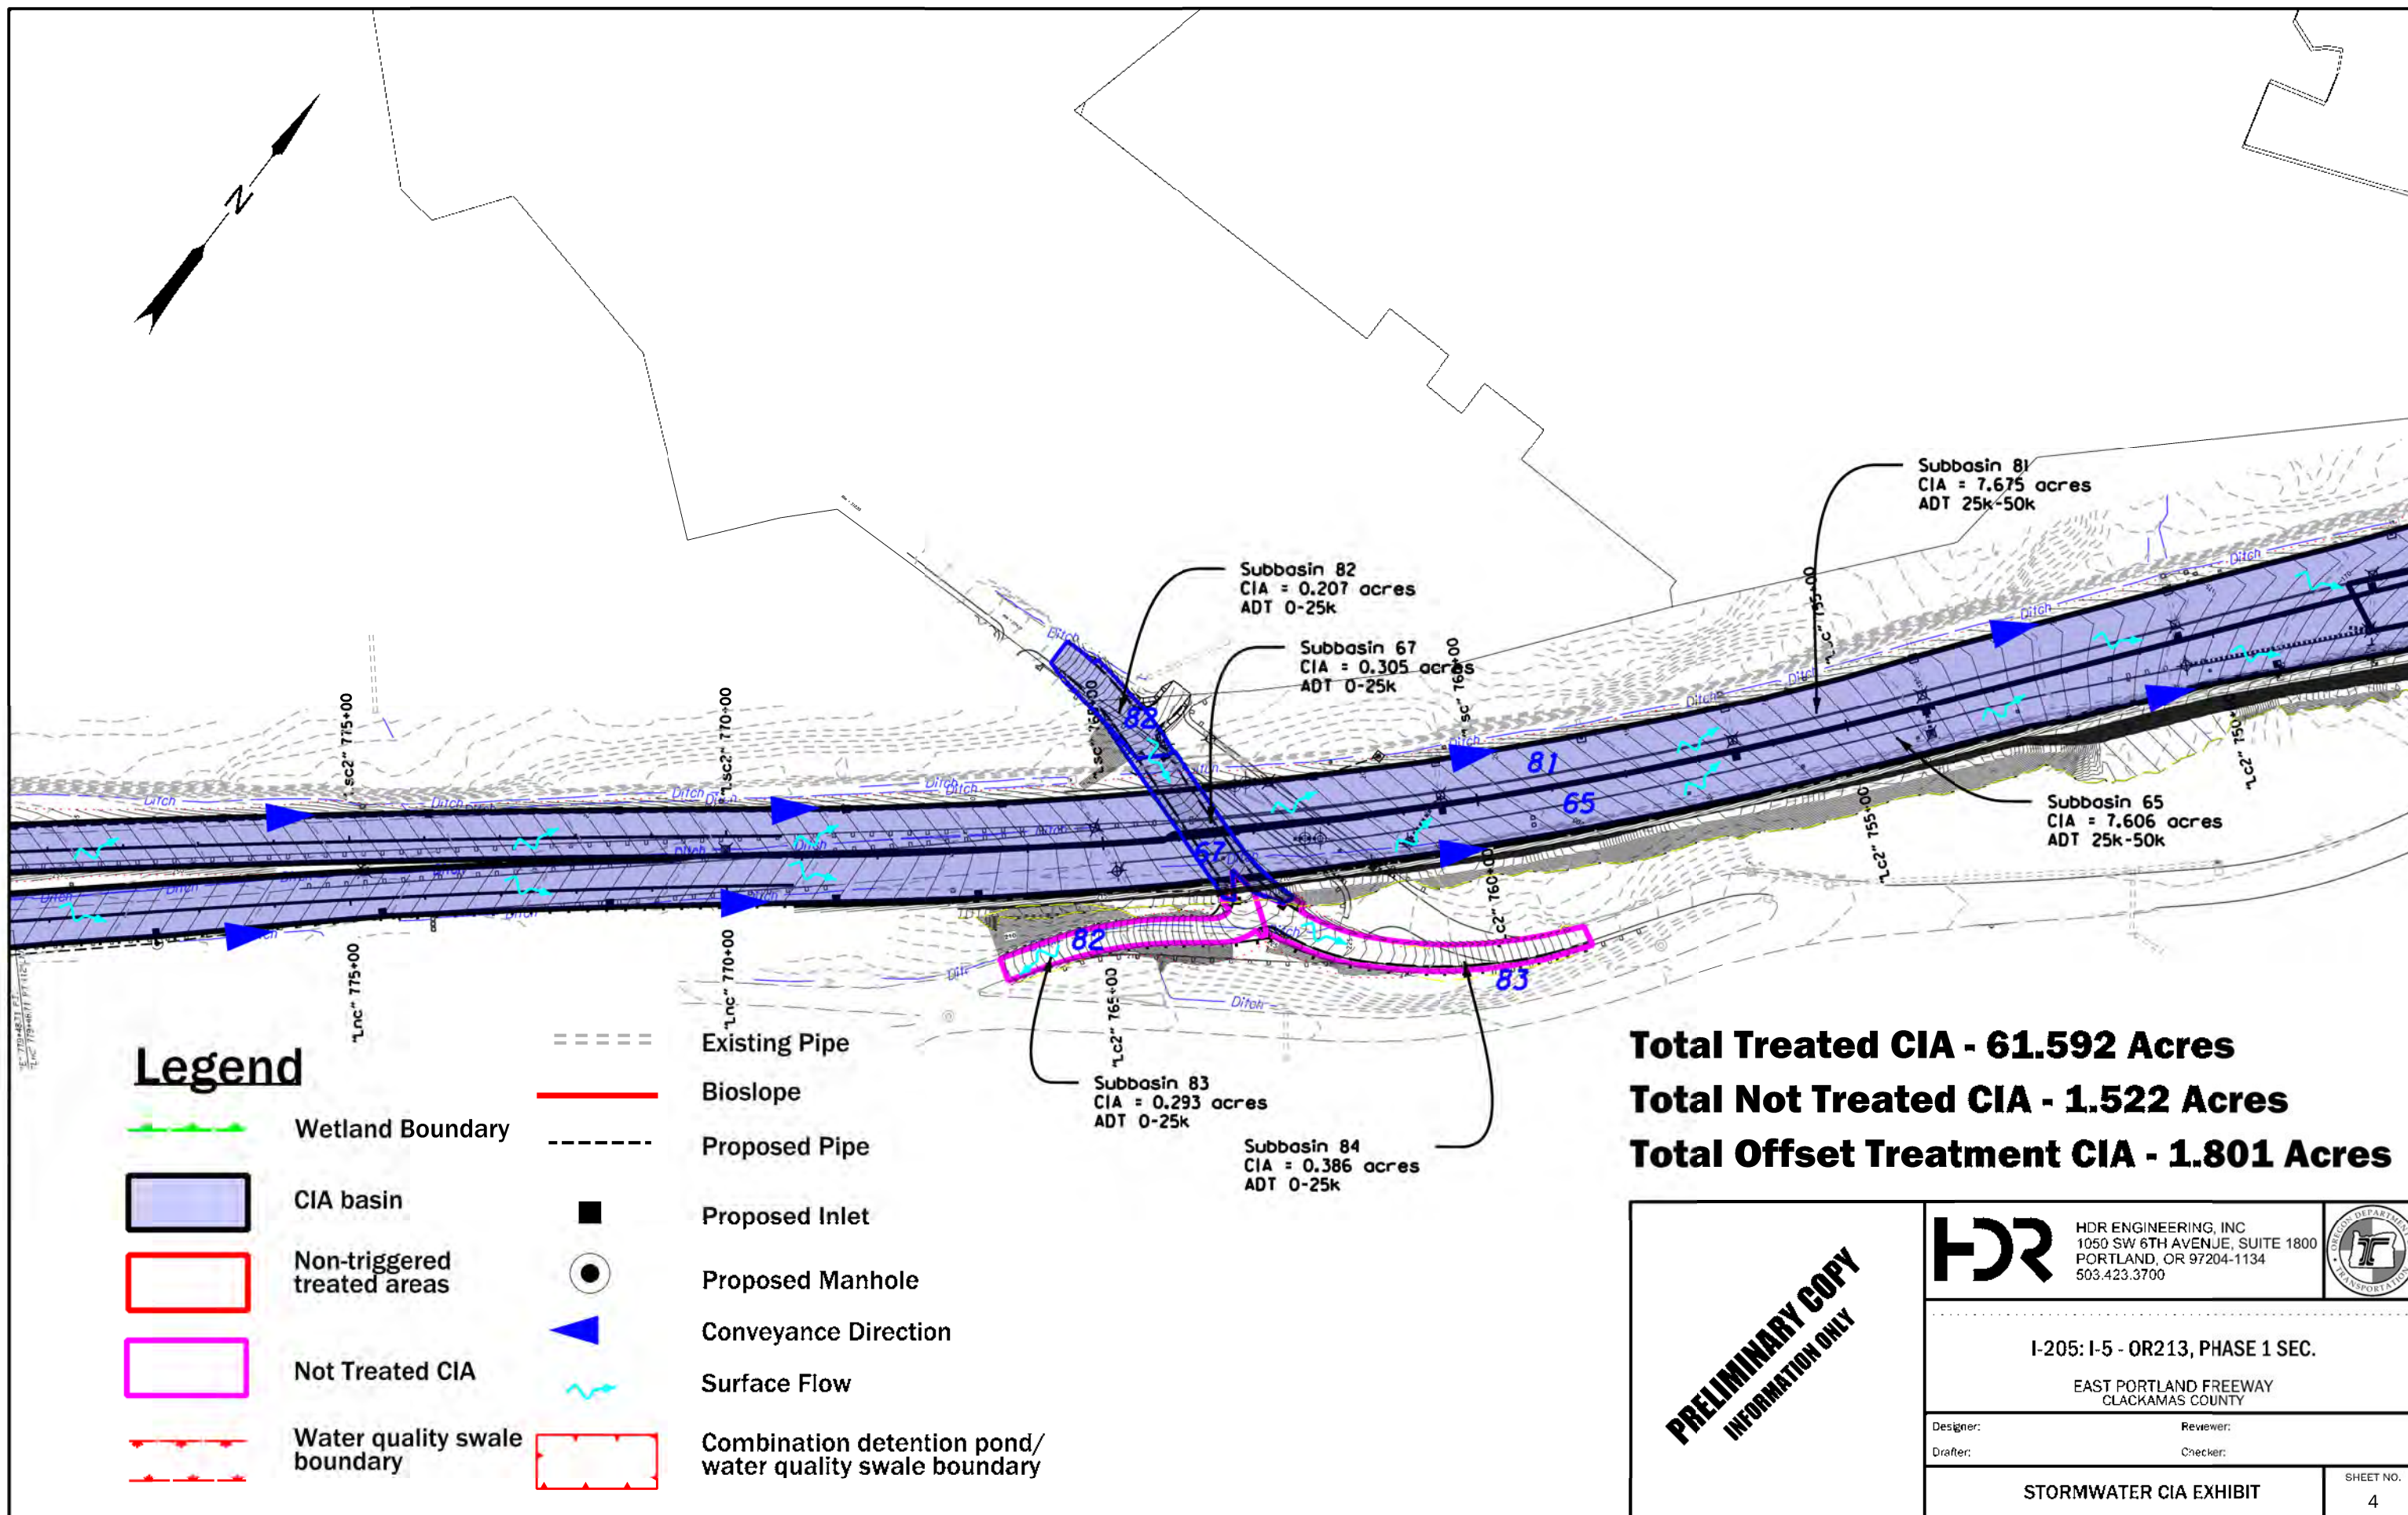 N
Subbasin 81
CIA = 7.675 acres
ADT 25k-50k
Subbasin 82
CIA = 0.207 acres
ADT 0-25k
Subbasin 67
CIA = 0.305 acres
ADT 0-25k
Subbasin 65
CIA = 7.606 acres
ADT 25k-50k
Subbasin 83
CIA = 0.293 acres
ADT 0-25k
Subbasin 84
CIA = 0.386 acres
ADT 0-25k
82
67
81
65
82
83
"Lsc2" 770+00
"Lnc" 775+00
"Lnc" 770+00
"Lc2" 765+00
"Lc2" 755+00
Ditch
Ditch
Ditch
Ditch
Ditch
Ditch
Ditch
Ditch
Legend
Wetland Boundary
CIA basin
Non-triggered
treated areas
Not Treated CIA
Water quality swale
boundary
Existing Pipe
Bioslope
Proposed Pipe
Proposed Inlet
Proposed Manhole
Conveyance Direction
Surface Flow
Combination detention pond/
water quality swale boundary
Total Treated CIA - 61.592 Acres
Total Not Treated CIA - 1.522 Acres
Total Offset Treatment CIA - 1.801 Acres
PRELIMINARY COPY
INFORMATION ONLY
HDR
HDR ENGINEERING, INC
1050 SW 6TH AVENUE, SUITE 1800
PORTLAND, OR 97204-1134
503.423.3700
I-205: I-5 - OR213, PHASE 1 SEC.
EAST PORTLAND FREEWAY
CLACKAMAS COUNTY
Designer:
Reviewer:
Drafter:
Checker:
STORMWATER CIA EXHIBIT
SHEET NO.
4